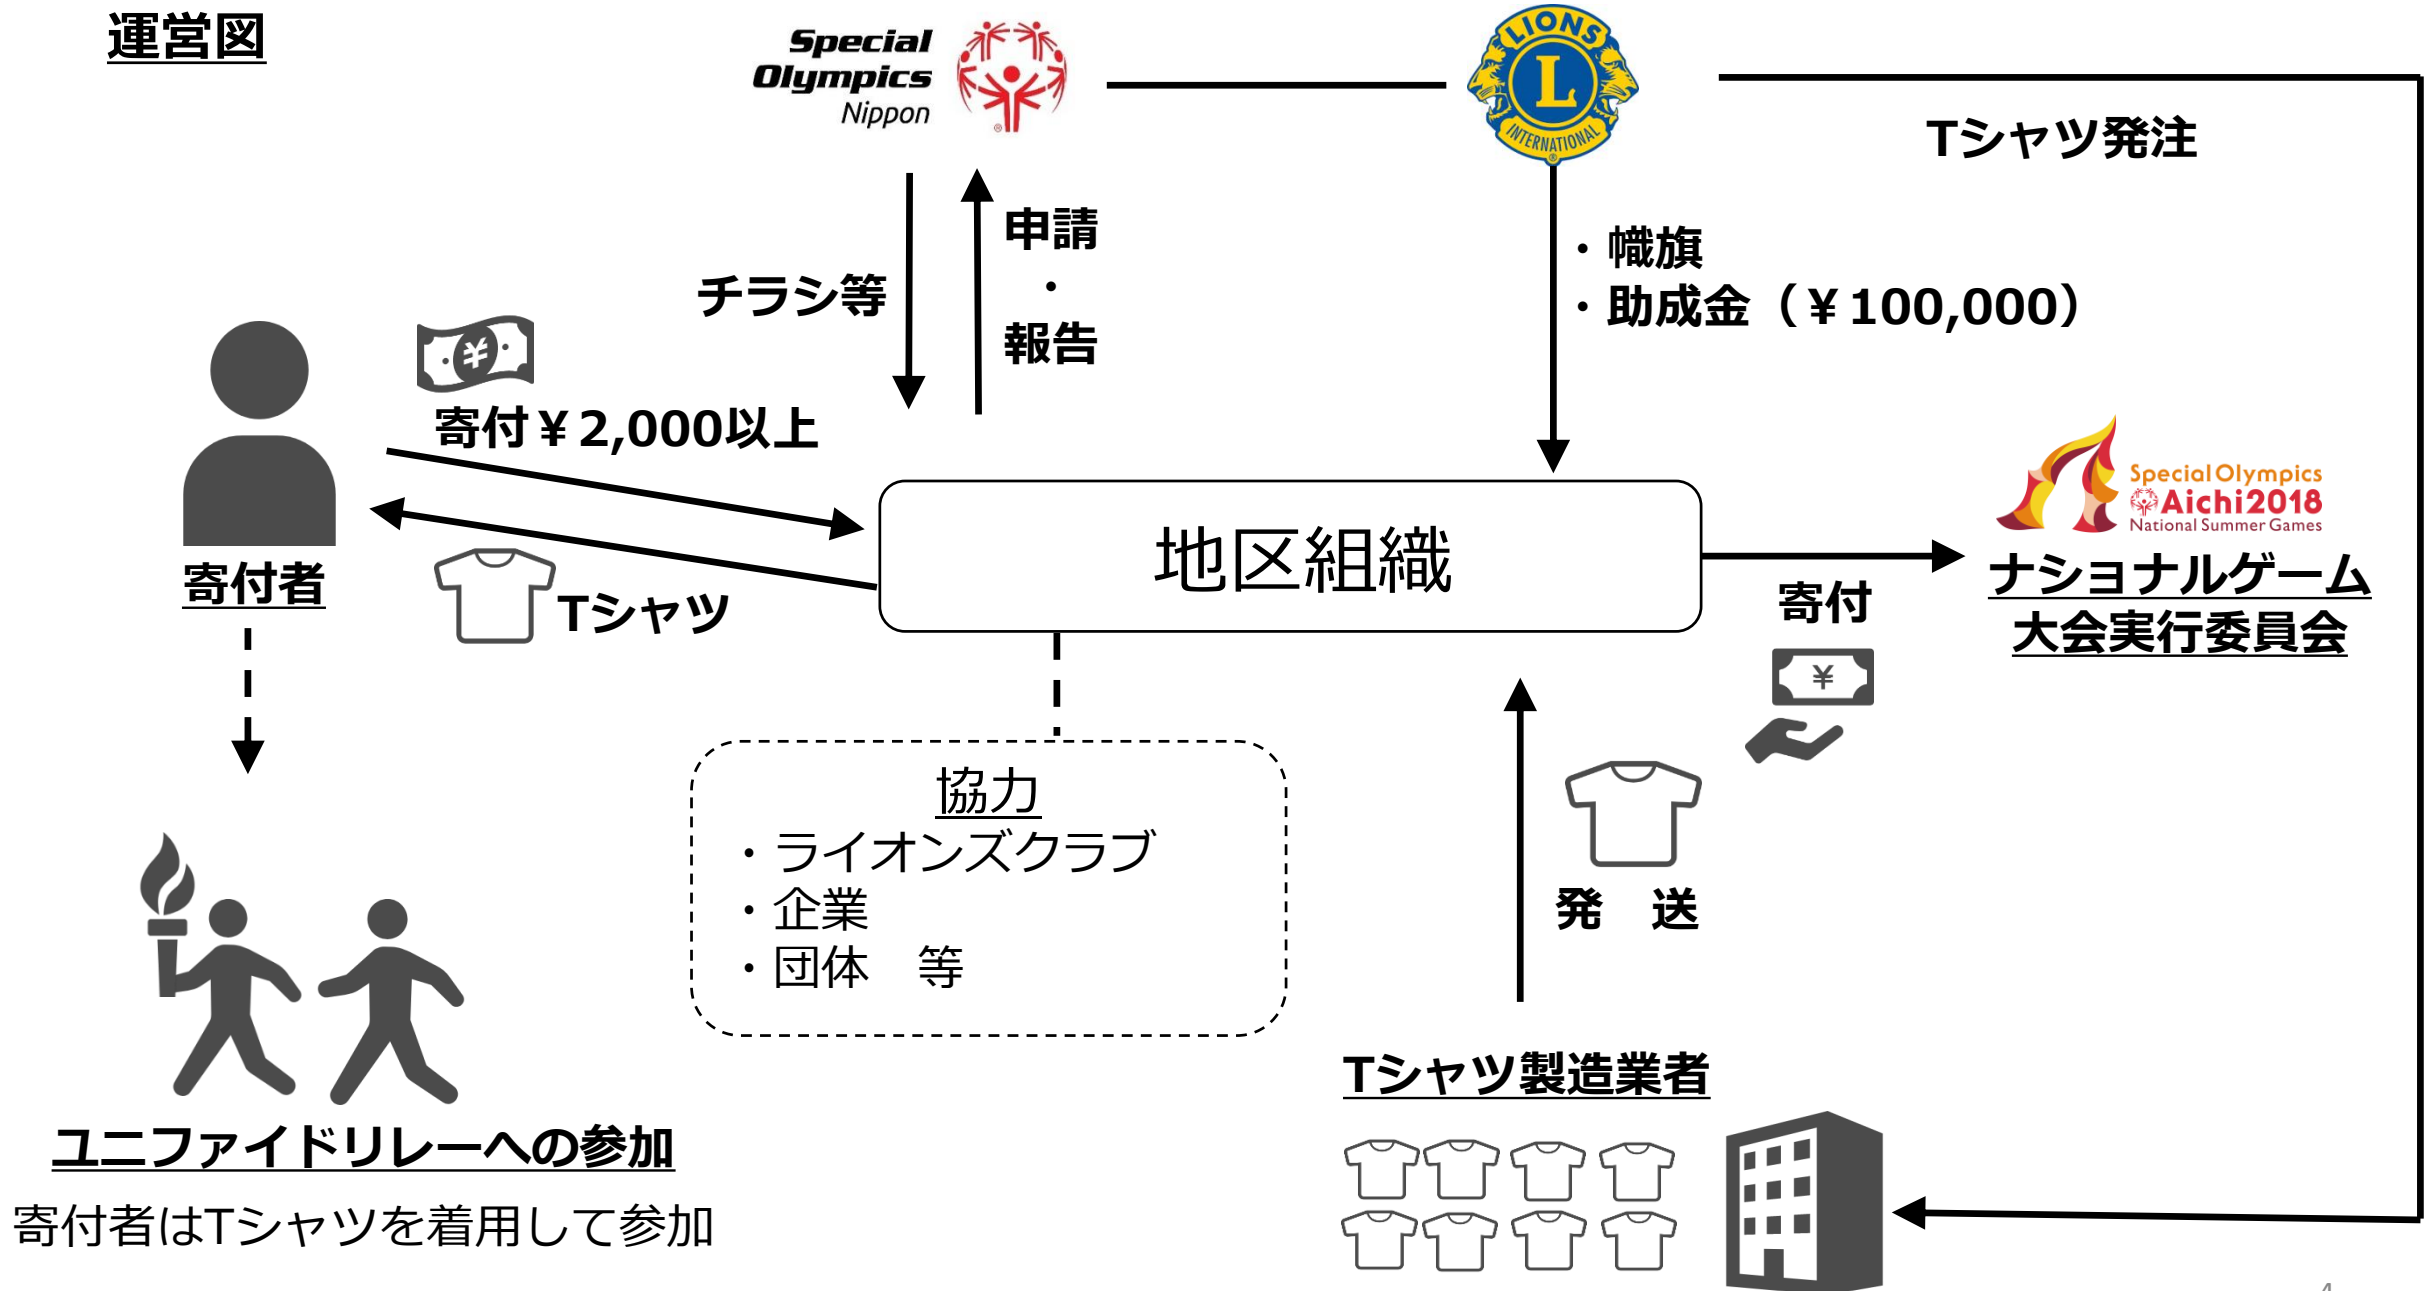 運営図
Special
Olympics
Nippon
LIONS
L
INTERNATIONAL
Tシャツ発注
チラシ等
申請
・
報告
・幟旗
・助成金（￥100,000）
寄付￥2,000以上
寄付者
Tシャツ
地区組織
寄付
¥
Special Olympics
Aichi2018
National Summer Games
ナショナルゲーム
大会実行委員会
協力
・ライオンズクラブ
・企業
・団体　等
発　送
Tシャツ製造業者
ユニファイドリレーへの参加
寄付者はTシャツを着用して参加